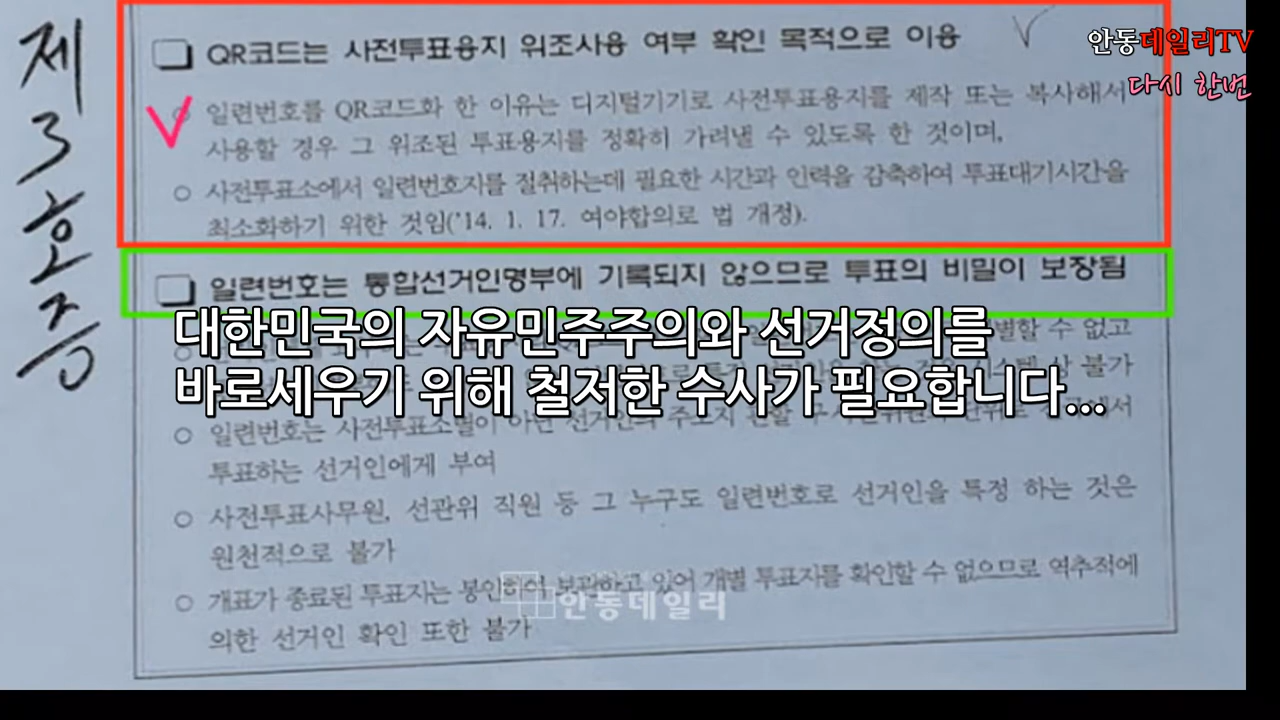 제3호증
안동데일리TV
다시 한번
QR코드는 사전투표용지 위조사용 여부 확인 목적으로 이용
일련번호를 QR코드화 한 이유는 디지털기기로 사전투표용지를 제작 또는 복사해서
사용할 경우 그 위조된 투표용지를 정확히 가려낼 수 있도록 한 것이며,
사전투표소에서 일련번호지를 절취하는데 필요한 시간과 인력을 감축하여 투표대기시간을
최소화하기 위한 것임('14. 1. 17. 여야합의로 법 개정).
일련번호는 통합선거인명부에 기록되지 않으므로 투표의 비밀이 보장됨
대한민국의 자유민주주의와 선거정의를
별할 수 없고
바로세우기 위해 철저한 수사가 필요합니다...
상 불가
일련번호는 사전투표소별이 아닌 선거인의 주소지 관할
투표하는 선거인에게 부여
사전투표사무원, 선관위 직원 등 그 누구도 일련번호로 선거인을 특정 하는 것은
원천적으로 불가
개표가 종료된 투표지는 봉인하여 보관하고 있어 개별 투표지를 확인할 수 없으므로 역추적에
안동데일리
의한 선거인 확인 또한 불가